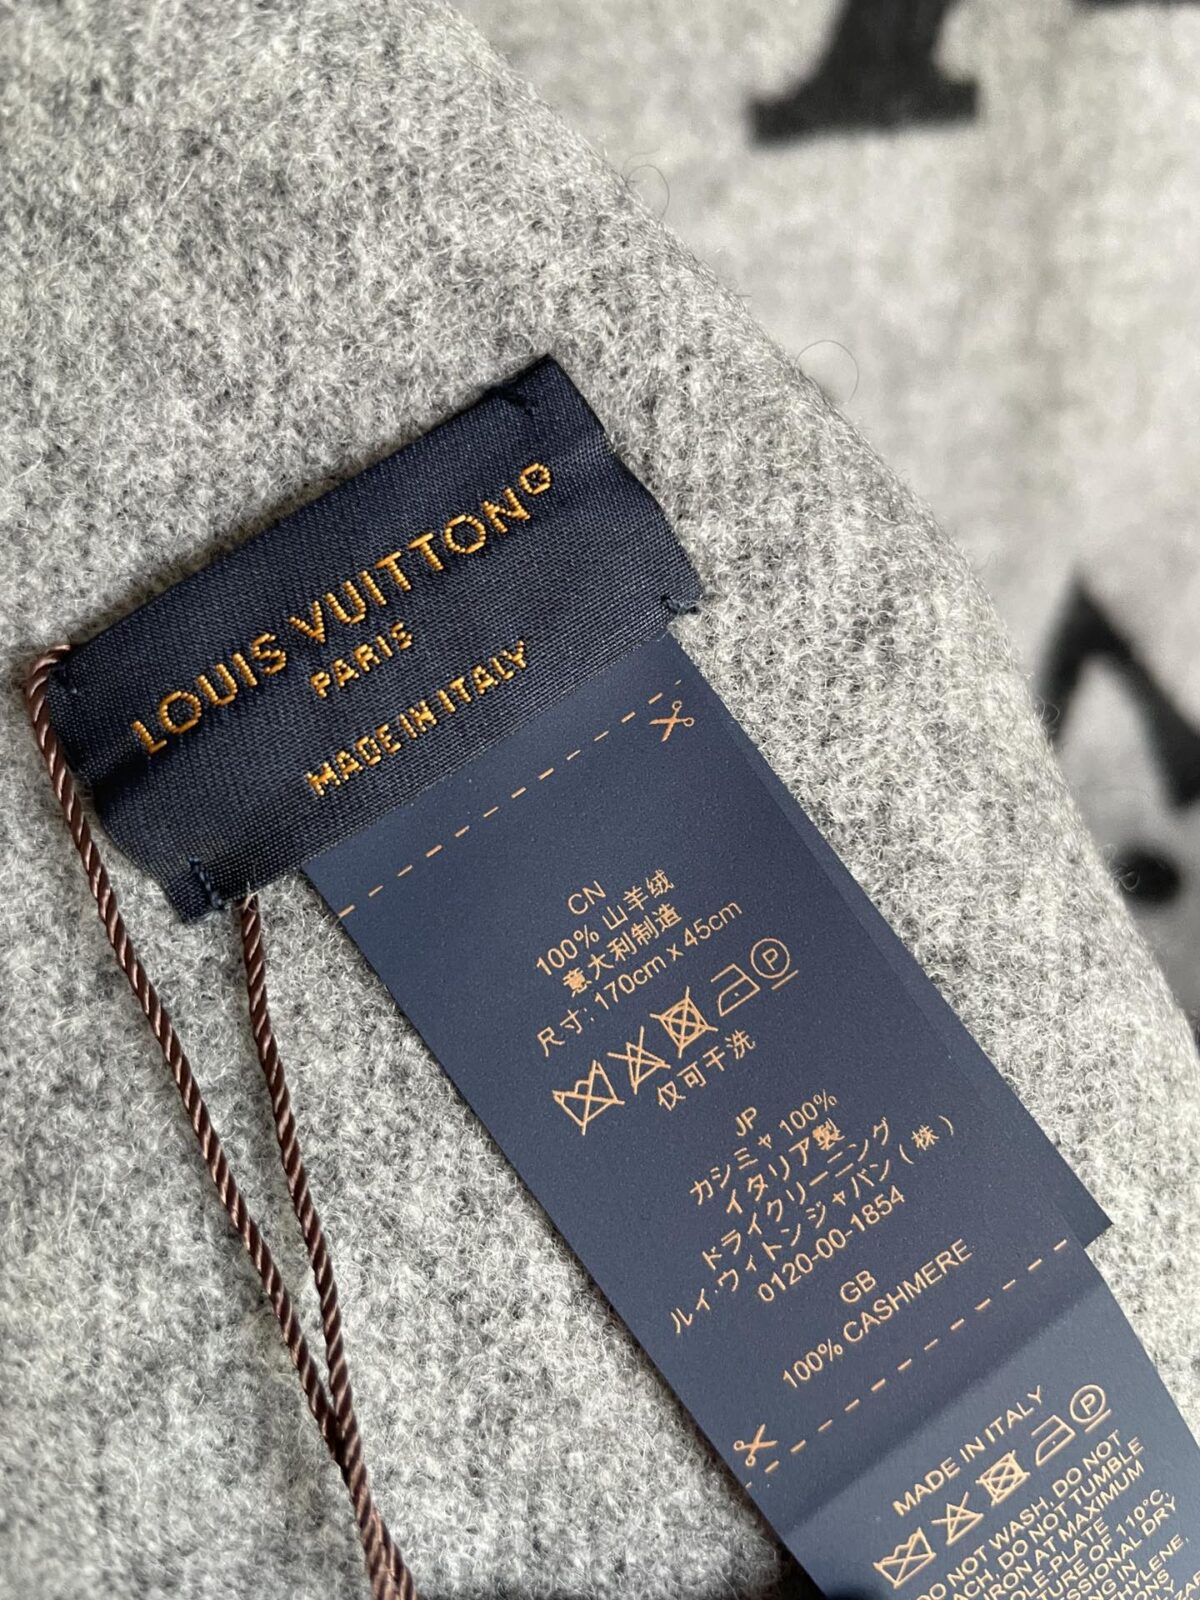 LOUIS VUITTON®
PARIS
MADE IN ITALY
CN
100% 山羊绒
意大利制造
尺寸: 170cm x 45cm
P
仅可干洗
JP
カシミャ 100%
イタリア製
ドライクリーニング
ルイ·ウィトンジャパン (株)
0120-00-1854
GB
100% CASHMERE
MADE IN ITALY
P
DO NOT WASH, DO NOT
DO NOT TUMBLE
IRON AT MAXIMUM
SOLE-PLATE
OF 110°C,
DRY
IN